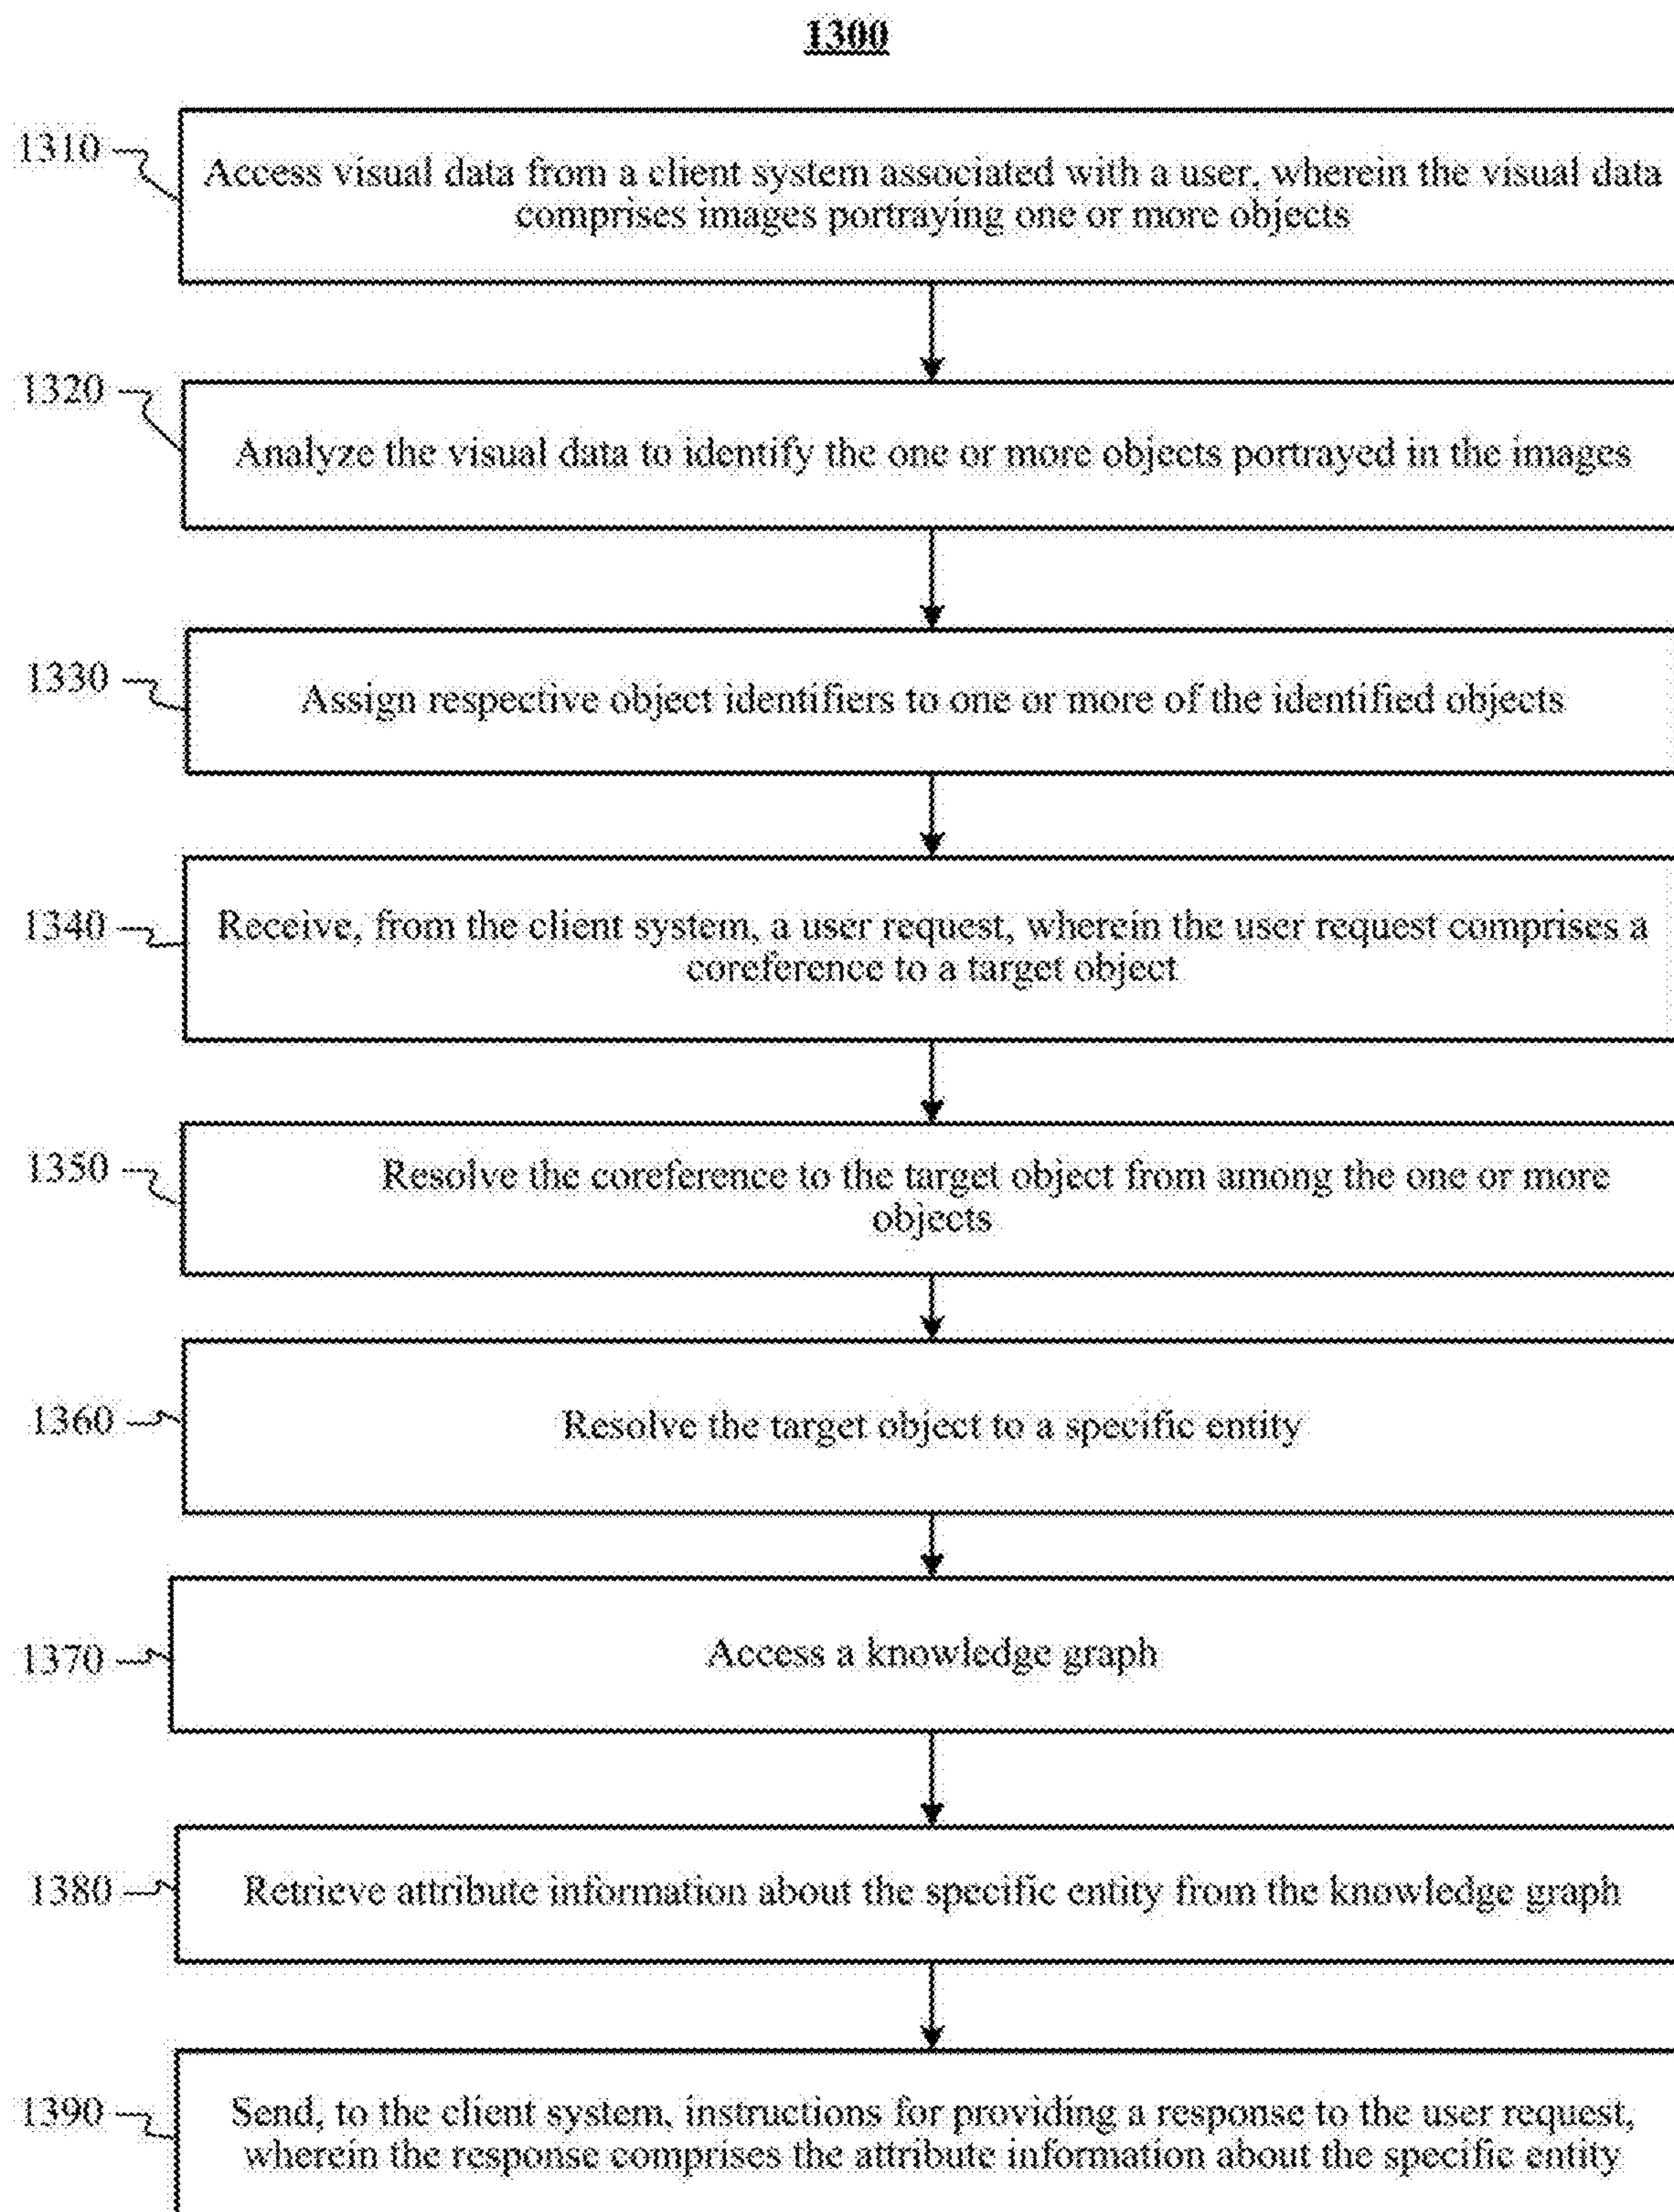 1300
1310
Access visual data from a client system associated with a user, wherein the visual data
comprises images portraying one or more objects
1320
Analyze the visual data to identify the one or more objects portrayed in the images
1330
Assign respective object identifiers to one or more of the identified objects
1340
Receive, from the client system, a user request, wherein the user request comprises a
coreference to a target object
1350
Resolve the coreference to the target object from among the one or more
objects
1360
Resolve the target object to a specific entity
1370
Access a knowledge graph
1380
Retrieve attribute information about the specific entity from the knowledge graph
1390
Send, to the client system, instructions for providing a response to the user request,
wherein the response comprises the attribute information about the specific entity